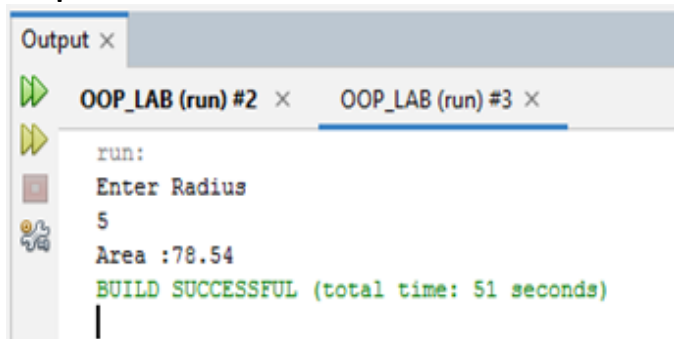 Output ×
OOP_LAB (run) #2 × OOP_LAB (run) #3 ×
run:
Enter Radius
5
Area :78.54
BUILD SUCCESSFUL (total time: 51 seconds)